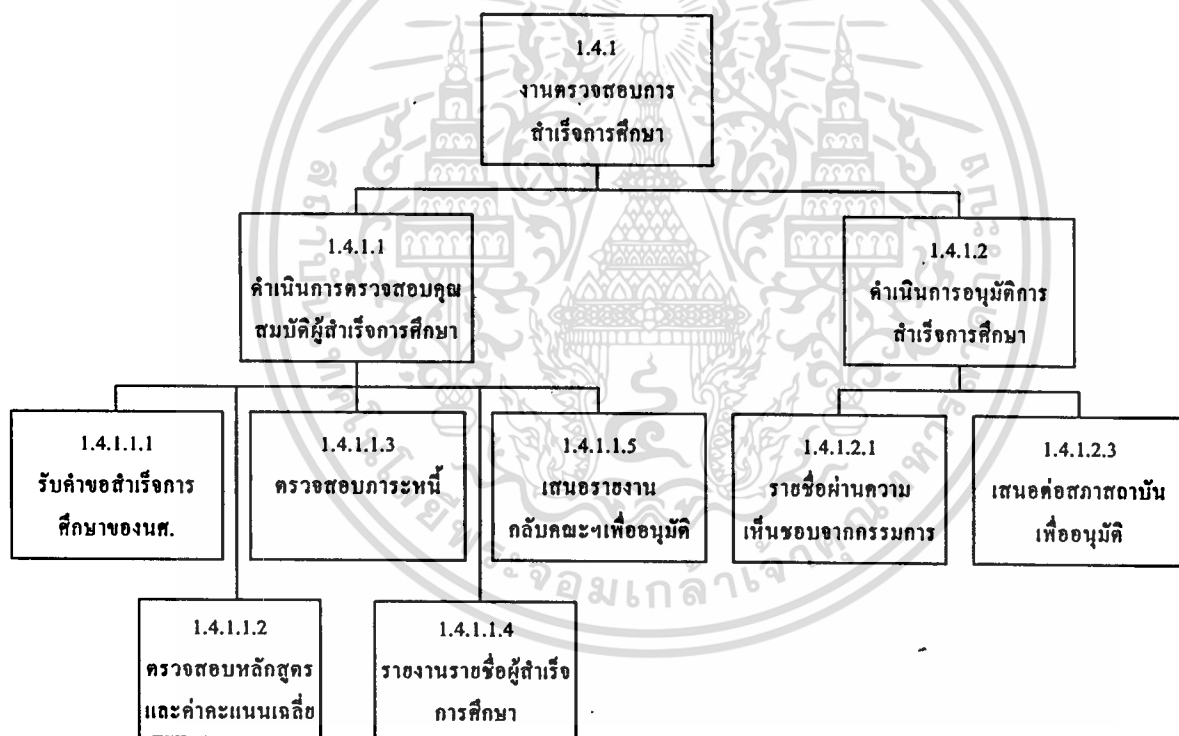 1.4.1
งานตรวจสอบการ
สำเร็จการศึกษา
1.4.1.1
ดำเนินการตรวจสอบคุณ
สมบัติผู้สำเร็จการศึกษา
1.4.1.2
ดำเนินการอนุมัติการ
สำเร็จการศึกษา
1.4.1.1.1
รับคำขอสำเร็จการ
ศึกษาของนศ.
1.4.1.1.3
ตรวจสอบภาระหนี้
1.4.1.1.5
เสนอรายงาน
กลับคณะฯเพื่ออนุมัติ
1.4.1.2.1
รายชื่อผ่านความ
เห็นชอบจากกรรมการ
1.4.1.2.3
เสนอต่อสภาสถาบัน
เพื่ออนุมัติ
1.4.1.1.2
ตรวจสอบหลักสูตร
และค่าคะแนนเฉลี่ย
1.4.1.1.4
รายงานรายชื่อผู้สำเร็จ
การศึกษา